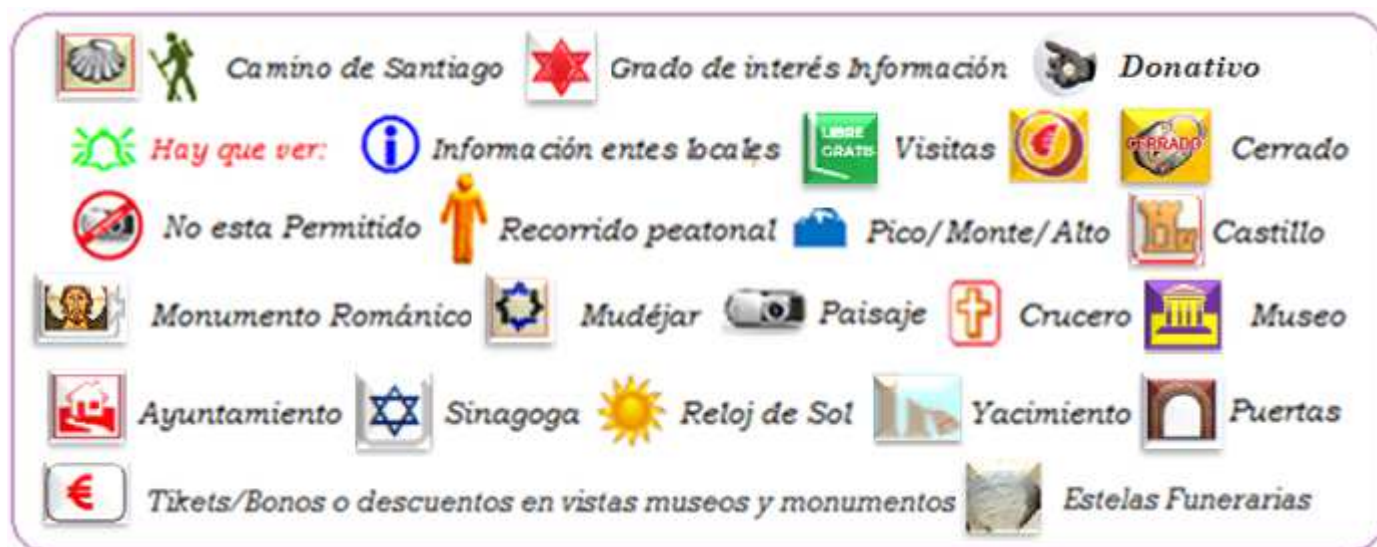 Camino de Santiago Grado de interés Información Donativo
Hay que ver: Información entes locales LIBRE GRATIS Visitas € CERRADO Cerrado
No esta Permitido Recorrido peatonal Pico/Monte/Alto Castillo
Monumento Románico Mudéjar Paisaje Crucero Museo
Ayuntamiento Sinagoga Reloj de Sol Yacimiento Puertas
€ Tikets/Bonos o descuentos en vistas museos y monumentos Estelas Funerarias